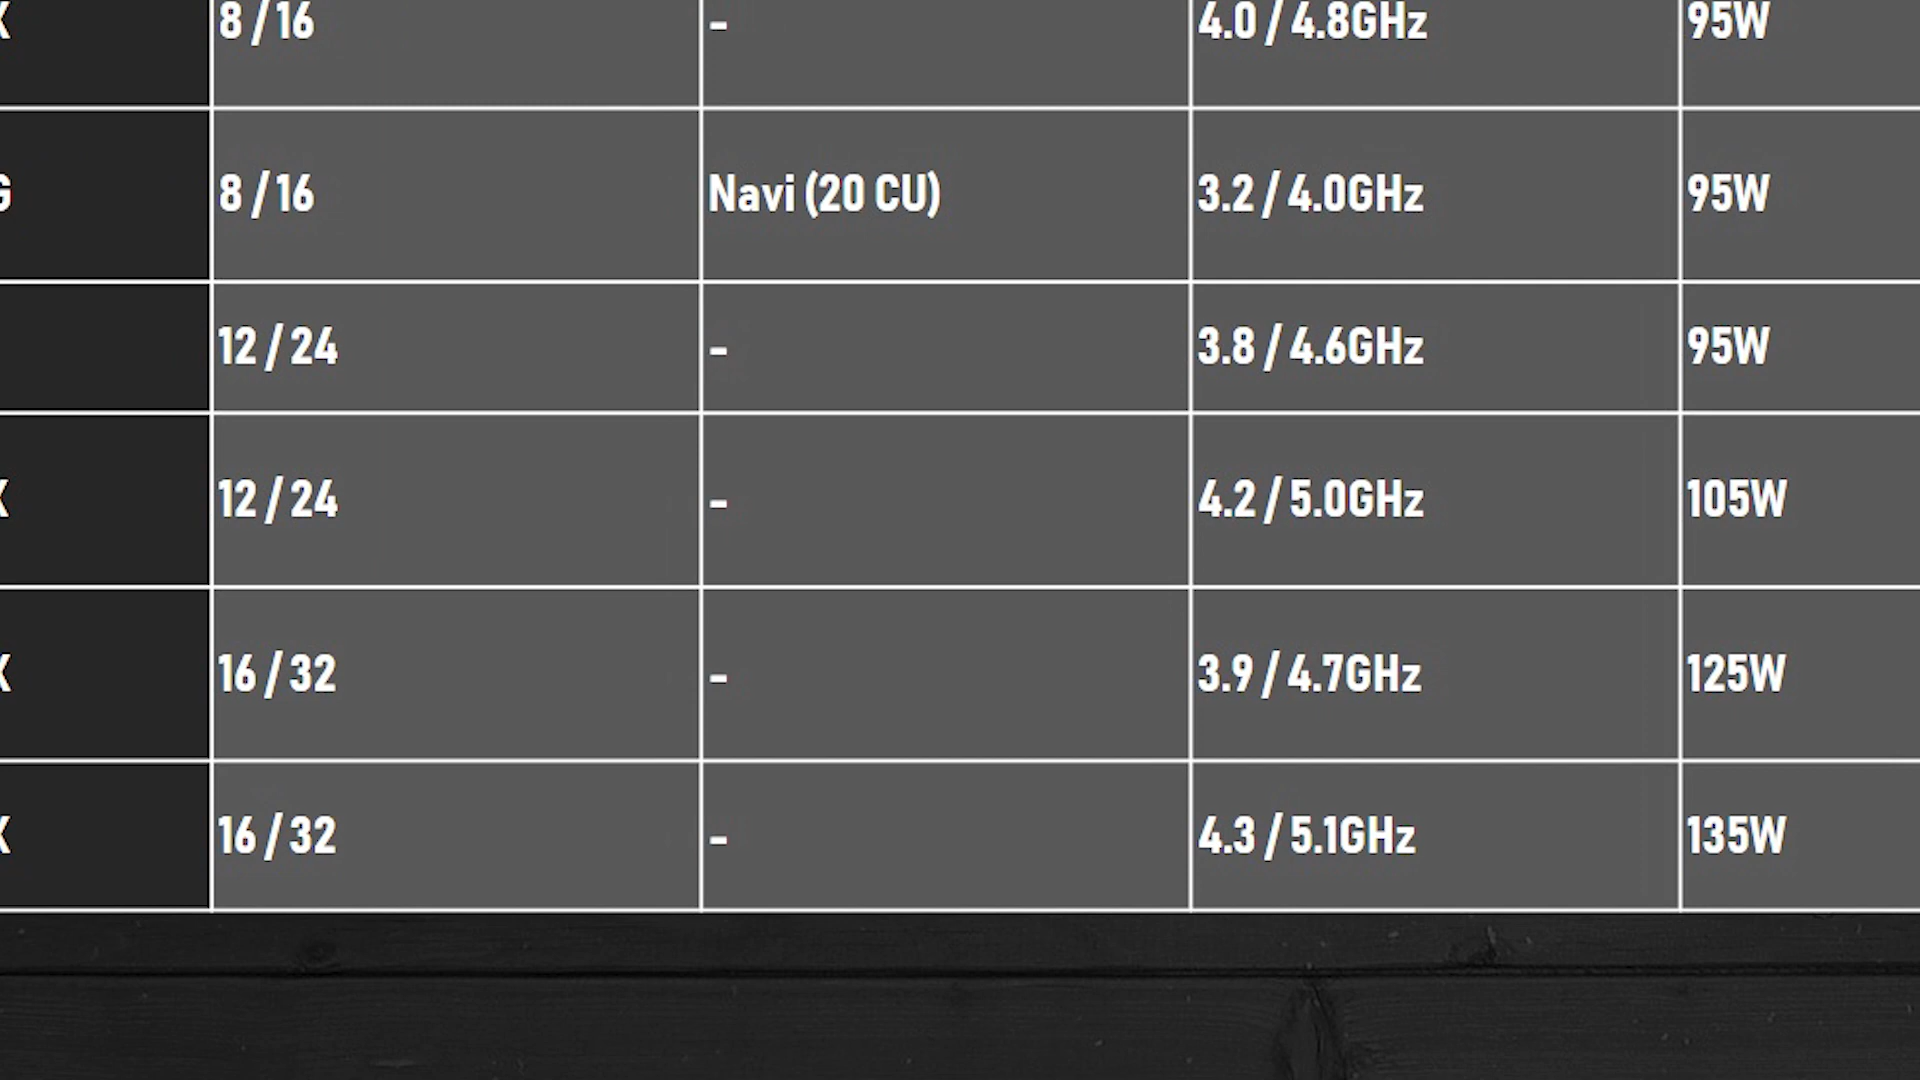 X 8 / 16 - 4.0 / 4.8GHz 95W
G 8 / 16 Navi (20 CU) 3.2 / 4.0GHz 95W
12 / 24 - 3.8 / 4.6GHz 95W
X 12 / 24 - 4.2 / 5.0GHz 105W
X 16 / 32 - 3.9 / 4.7GHz 125W
X 16 / 32 - 4.3 / 5.1GHz 135W